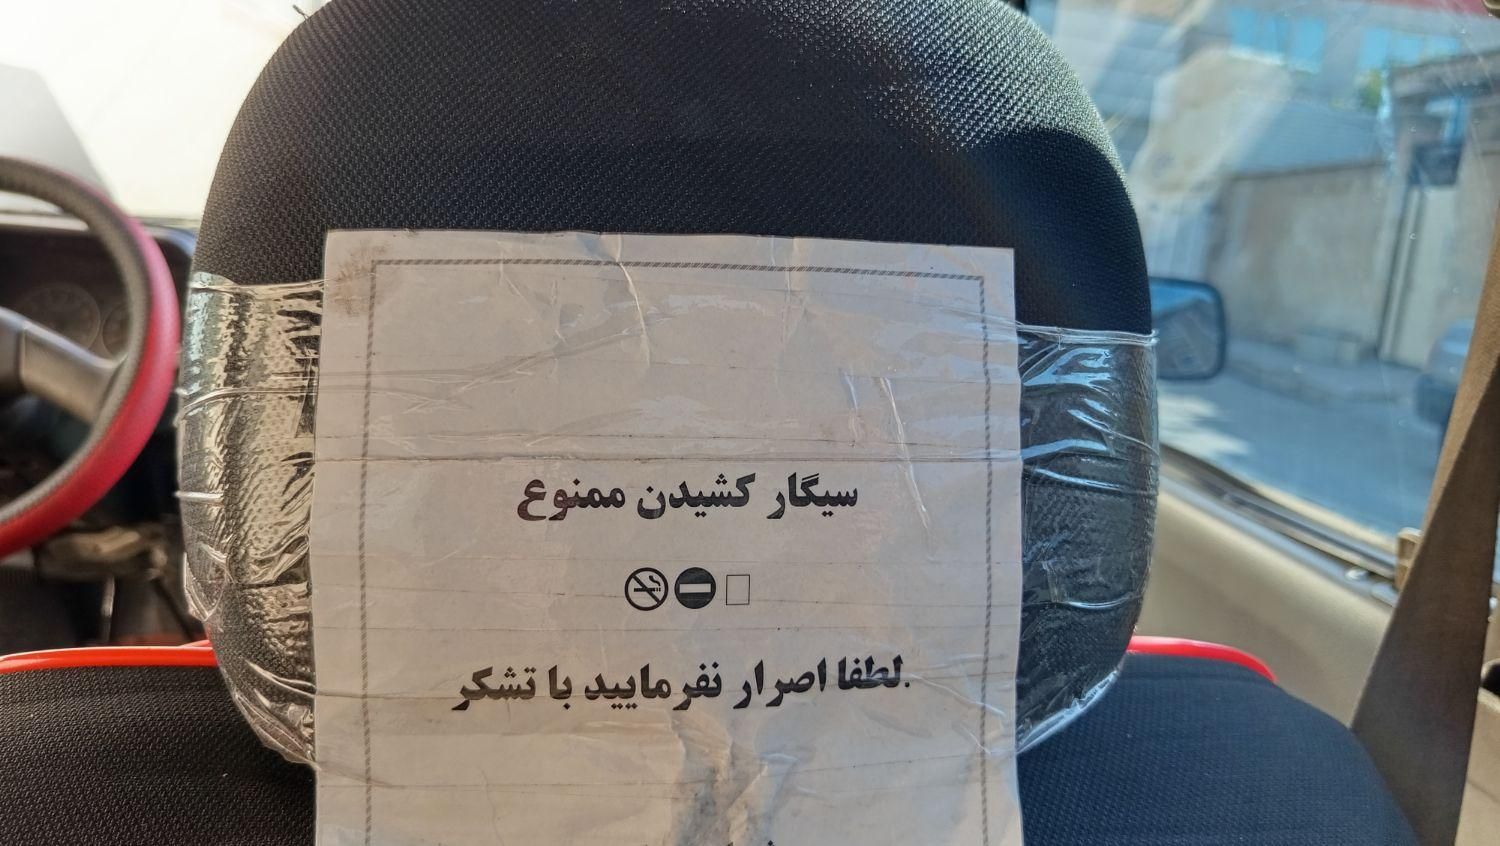 سیگار کشیدن ممنوع
.لطفا اصرار نفرمایید با تشکر